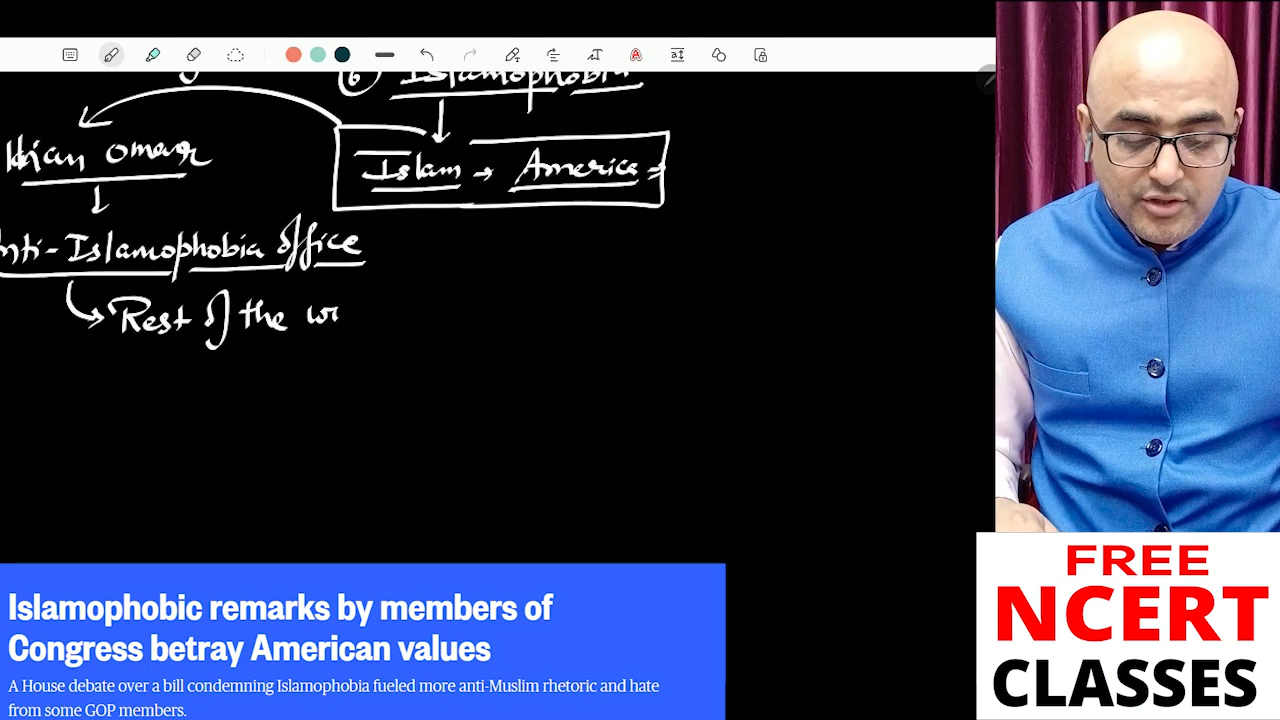 (6) Islamophobia
omar
Islam → America =
Anti-Islamophobia office
Rest of the w
Islamophobic remarks by members of
Congress betray American values
A House debate over a bill condemning Islamophobia fueled more anti-Muslim rhetoric and hate
from some GOP members.
FREE
NCERT
CLASSES